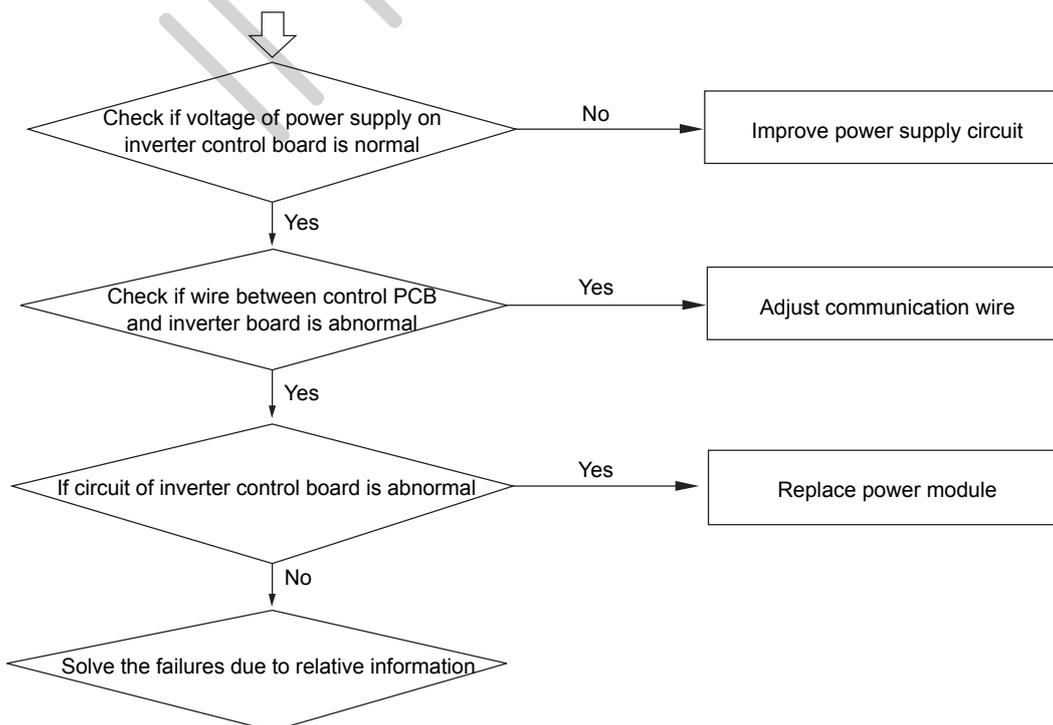 Check if voltage of power supply on
inverter control board is normal
No
Improve power supply circuit
Yes
Check if wire between control PCB
and inverter board is abnormal
Yes
Adjust communication wire
Yes
If circuit of inverter control board is abnormal
Yes
Replace power module
No
Solve the failures due to relative information